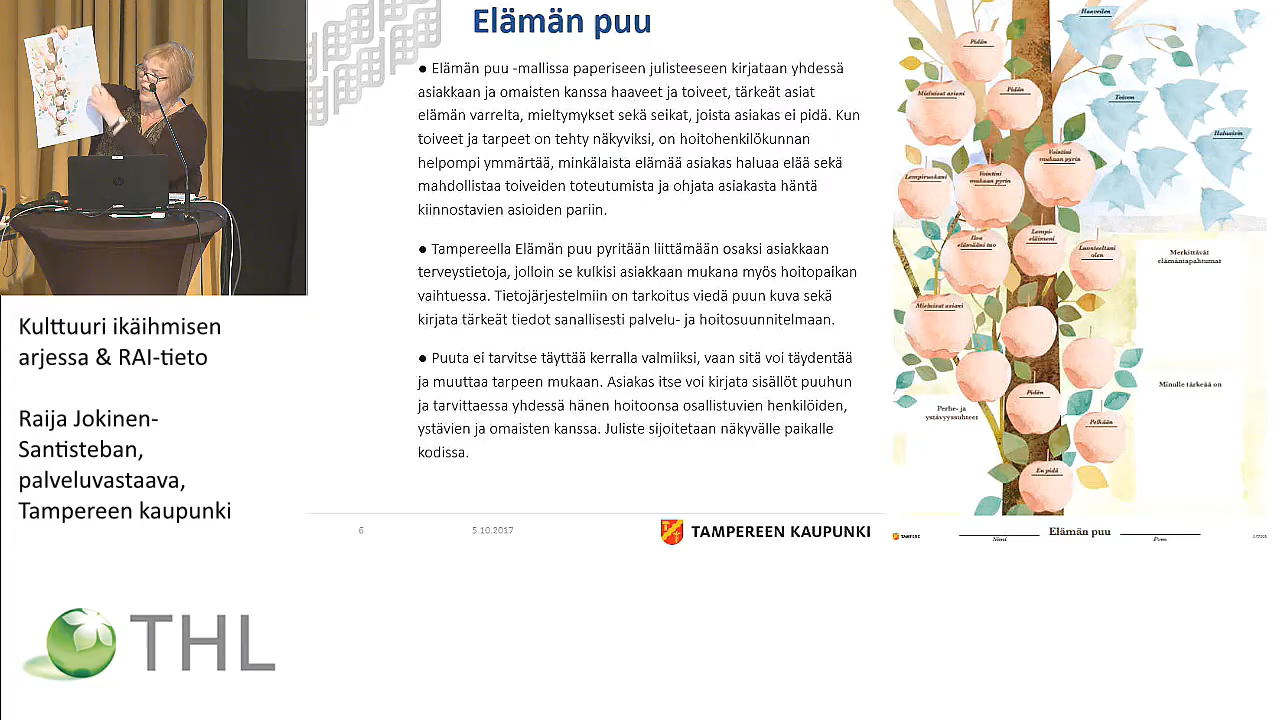 Elämän puu
● Elämän puu -mallissa paperiseen julisteeseen kirjataan yhdessä
asiakkaan ja omaisten kanssa haaveet ja toiveet, tärkeät asiat
elämän varrelta, mieltymykset sekä seikat, joista asiakas ei pidä. Kun
toiveet ja tarpeet on tehty näkyviksi, on hoitohenkilökunnan
helpompi ymmärtää, minkälaista elämää asiakas haluaa elää sekä
mahdollistaa toiveiden toteutumista ja ohjata asiakasta häntä
kiinnostavien asioiden pariin.
● Tampereella Elämän puu pyritään liittämään osaksi asiakkaan
terveystietoja, jolloin se kulkisi asiakkaan mukana myös hoitopaikan
vaihtuessa. Tietojärjestelmiin on tarkoitus viedä puun kuva sekä
kirjata tärkeät tiedot sanallisesti palvelu- ja hoitosuunnitelmaan.
● Puuta ei tarvitse täyttää kerralla valmiiksi, vaan sitä voi täydentää
ja muuttaa tarpeen mukaan. Asiakas itse voi kirjata sisällöt puuhun
ja tarvittaessa yhdessä hänen hoitoonsa osallistuvien henkilöiden,
ystävien ja omaisten kanssa. Juliste sijoitetaan näkyvälle paikalle
kodissa.
6
5.10.2017
TAMPEREEN KAUPUNKI
Kulttuuri ikäihmisen
arjessa & RAI-tieto
Raija Jokinen-
Santisteban,
palveluvastaava,
Tampereen kaupunki
THL
Haaveilen
Pidän
Mieluisat asiani
Pidän
Toivon
Haluaisin
Vointini
mukaan pyrin
Lempiruokani
Vointini
mukaan pyrin
Iloa
elämääni tuo
Lempi-
eläimeni
Luonteeltani
olen
Merkittävät
elämäntapahtumat
Mieluisat asiani
Minulle tärkeää on
Pidän
Perhe- ja
ystävyyssuhteet
Pelkään
En pidä
Elämän puu
Nimi
Pvm